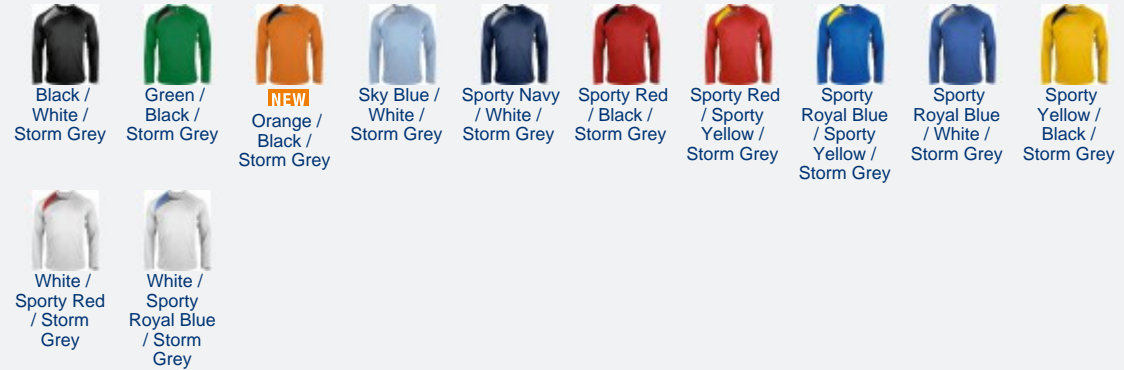 Black /
White /
Storm Grey
Green /
Black /
Storm Grey
NEW
Orange /
Black /
Storm Grey
Sky Blue /
White /
Storm Grey
Sporty Navy
/ White /
Storm Grey
Sporty Red
/ Black /
Storm Grey
Sporty Red
/ Sporty
Yellow /
Storm Grey
Sporty
Royal Blue
/ Sporty
Yellow /
Storm Grey
Sporty
Royal Blue
/ White /
Storm Grey
Sporty
Yellow /
Black /
Storm Grey
White /
Sporty Red
/ Storm
Grey
White /
Sporty
Royal Blue
/ Storm
Grey